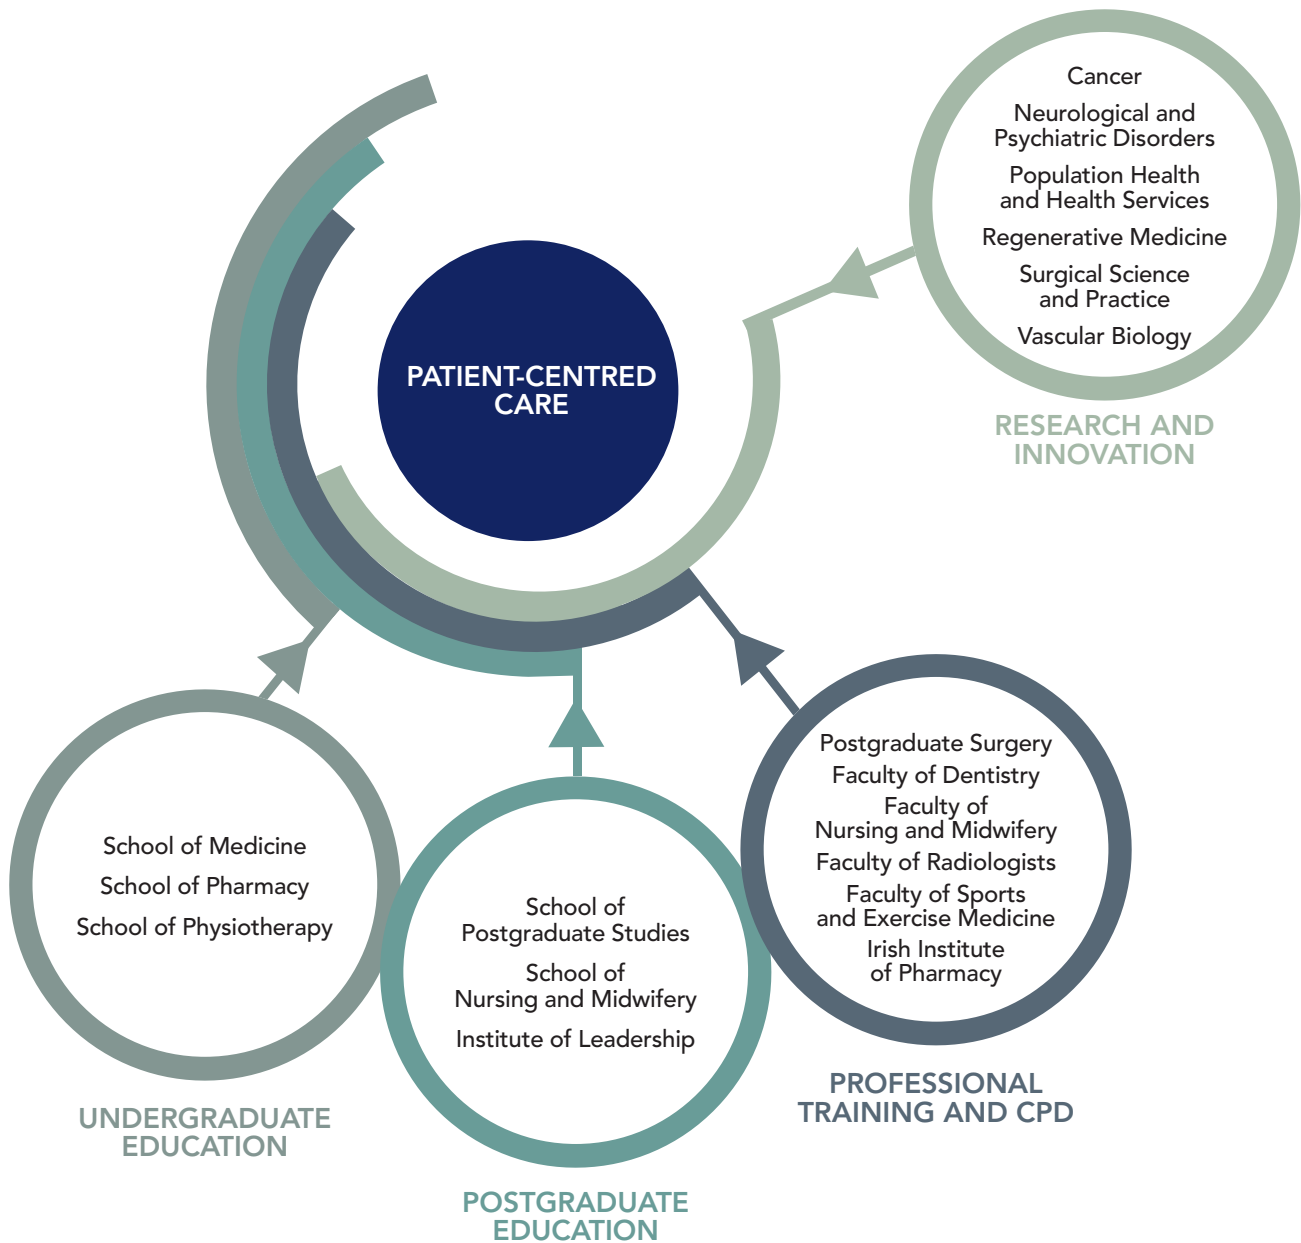 PATIENT-CENTRED
CARE
Cancer
Neurological and
Psychiatric Disorders
Population Health
and Health Services
Regenerative Medicine
Surgical Science
and Practice
Vascular Biology
RESEARCH AND
INNOVATION
School of Medicine
School of Pharmacy
School of Physiotherapy
UNDERGRADUATE
EDUCATION
School of
Postgraduate Studies
School of
Nursing and Midwifery
Institute of Leadership
POSTGRADUATE
EDUCATION
Postgraduate Surgery
Faculty of Dentistry
Faculty of
Nursing and Midwifery
Faculty of Radiologists
Faculty of Sports
and Exercise Medicine
Irish Institute
of Pharmacy
PROFESSIONAL
TRAINING AND CPD